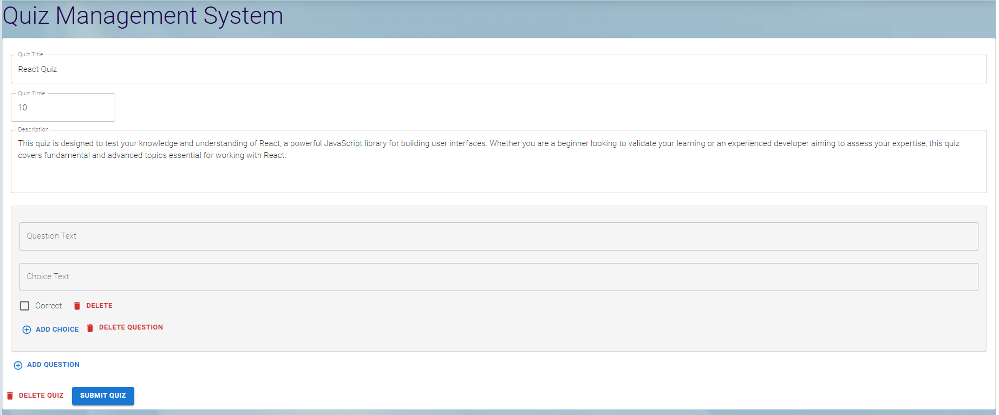 Quiz Management System
Quiz Title
React Quiz
Quiz Time
10
Description
This quiz is designed to test your knowledge and understanding of React, a powerful JavaScript library for building user interfaces. Whether you are a beginner looking to validate your learning or an experienced developer aiming to assess your expertise, this quiz
covers fundamental and advanced topics essential for working with React.
Question Text
Choice Text
Correct DELETE
ADD CHOICE DELETE QUESTION
ADD QUESTION
DELETE QUIZ SUBMIT QUIZ